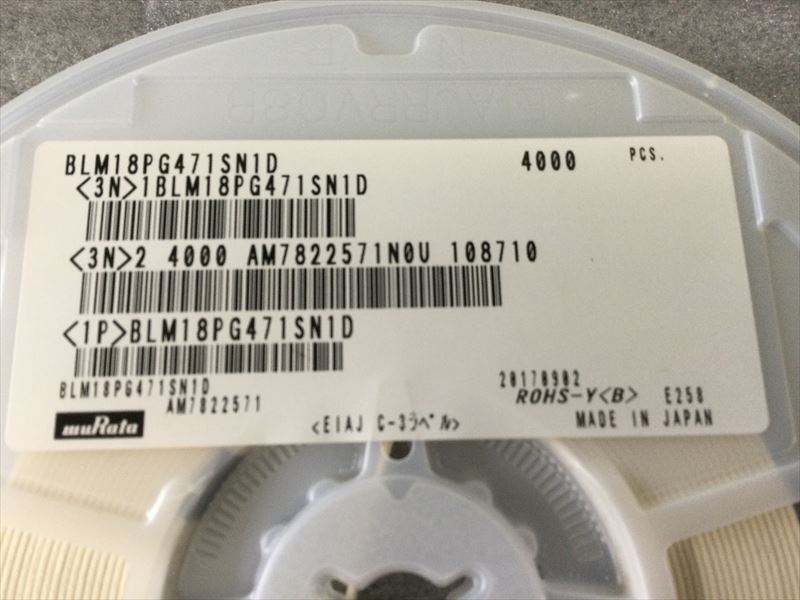 BLM18PG471SN1D 4000 PCS.
<3N>1BLM18PG471SN1D
<3N>2 4000 AM7822571N0U 108710
<1P>BLM18PG471SN1D
BLM18PG471SN1D 20170902
AM7822571 ROHS-Y<B> E258
muRata <EIAJ C-3ラベル> MADE IN JAPAN